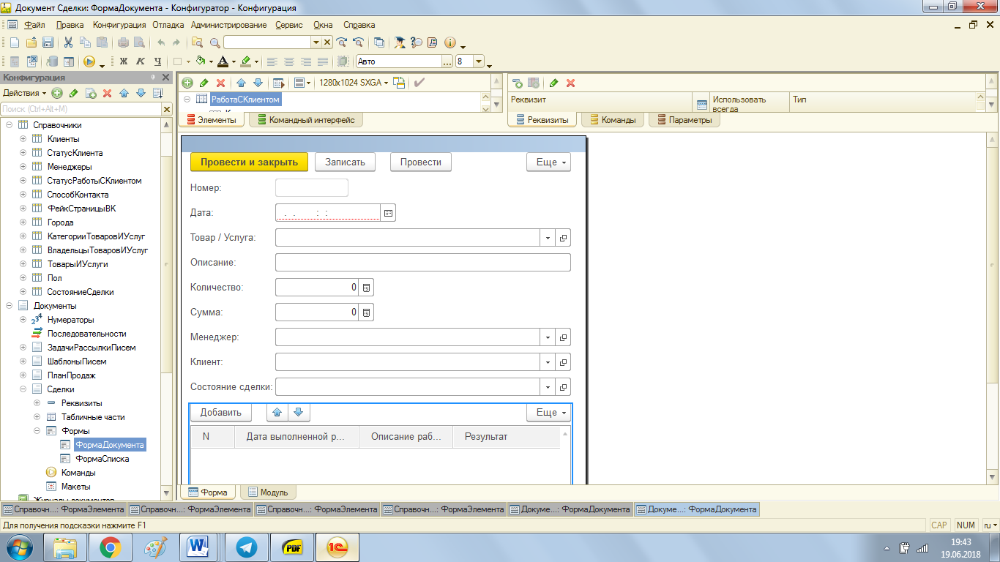 Документ Сделки: ФормаДокумента - Конфигуратор - Конфигурация
Файл Правка Конфигурация Отладка Администрирование Сервис Окна Справка
Ж К Ч А Авто ... 8
Конфигурация
Действия
Поиск (Ctrl+Alt+M)
Справочники
Клиенты
СтатусКлиента
Менеджеры
СтатусРаботыСКлиентом
СпособКонтакта
ФейкСтраницыВК
Города
КатегорииТоваровИУслуг
ВладельцыТоваровИУслуг
ТоварыИУслуги
Пол
СостояниеСделки
Документы
Нумераторы
Последовательности
ЗадачиРассылкиПисем
ШаблоныПисем
ПланПродаж
Сделки
Реквизиты
Табличные части
Формы
ФормаДокумента
ФормаСписка
Команды
Макеты
Журналы документов
1280x1024 SXGA
РаботаСКлиентом
Элементы Командный интерфейс
Реквизит Использовать всегда Тип
Реквизиты Команды Параметры
Провести и закрыть Записать Провести Еще
Номер:
Дата: . . : :
Товар / Услуга:
Описание:
Количество: 0
Сумма: 0
Менеджер:
Клиент:
Состояние сделки:
Добавить Еще
N Дата выполненной р... Описание раб... Результат
Форма Модуль
Справочн...: ФормаЭлемента Справочн...: ФормаЭлемента Справочн...: ФормаЭлемента Справочн...: ФормаЭлемента Докуме...: ФормаДокумента Докуме...: ФормаДокумента
Для получения подсказки нажмите F1 CAP NUM ru
W PDF 1С 19:43
19.06.2018